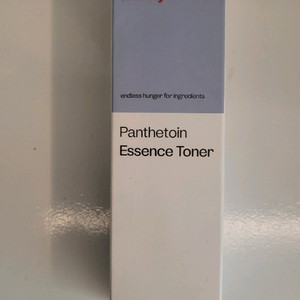 endless hunger for ingredients
Panthetoin
Essence Toner